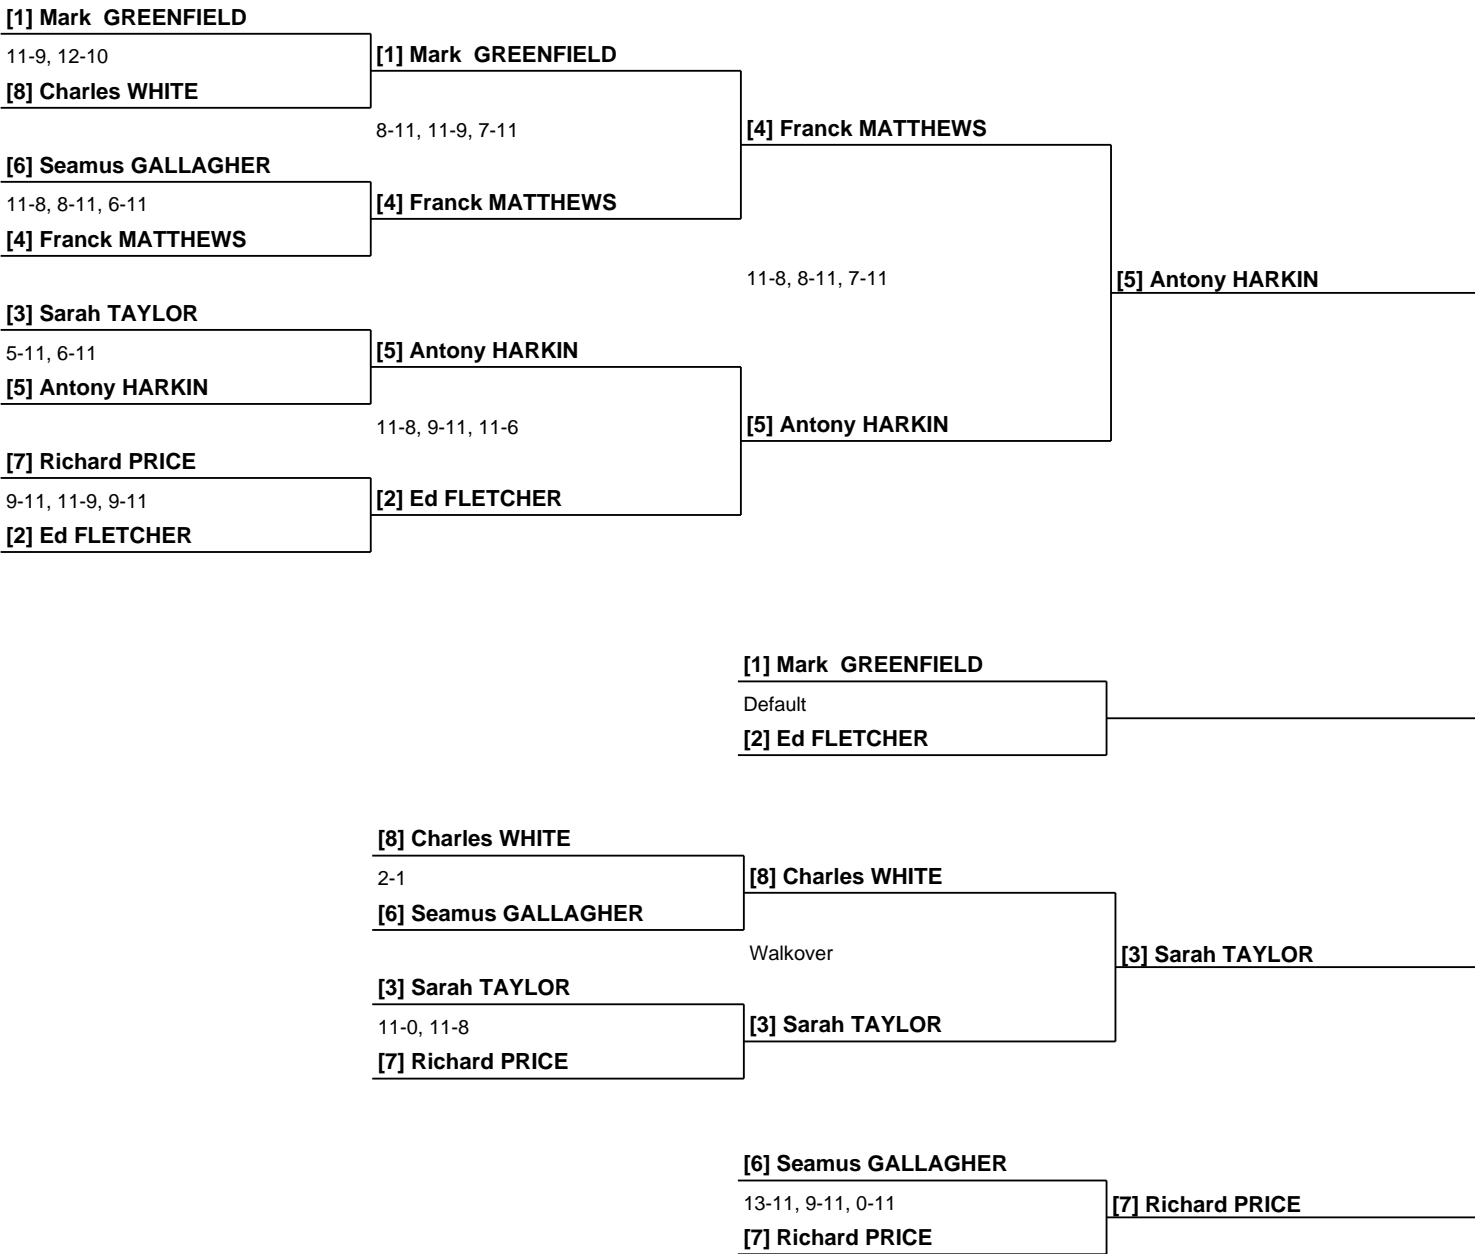 [1] Mark  GREENFIELD
11-9, 12-10
[1] Mark  GREENFIELD
[8] Charles WHITE
8-11, 11-9, 7-11
[4] Franck MATTHEWS
[6] Seamus GALLAGHER
11-8, 8-11, 6-11
[4] Franck MATTHEWS
[4] Franck MATTHEWS
11-8, 8-11, 7-11
[5] Antony HARKIN
[3] Sarah TAYLOR
5-11, 6-11
[5] Antony HARKIN
[5] Antony HARKIN
11-8, 9-11, 11-6
[5] Antony HARKIN
[7] Richard PRICE
9-11, 11-9, 9-11
[2] Ed FLETCHER
[2] Ed FLETCHER
[1] Mark  GREENFIELD
Default
[2] Ed FLETCHER
[8] Charles WHITE
2-1
[8] Charles WHITE
[6] Seamus GALLAGHER
Walkover
[3] Sarah TAYLOR
[3] Sarah TAYLOR
11-0, 11-8
[3] Sarah TAYLOR
[7] Richard PRICE
[6] Seamus GALLAGHER
13-11, 9-11, 0-11
[7] Richard PRICE
[7] Richard PRICE